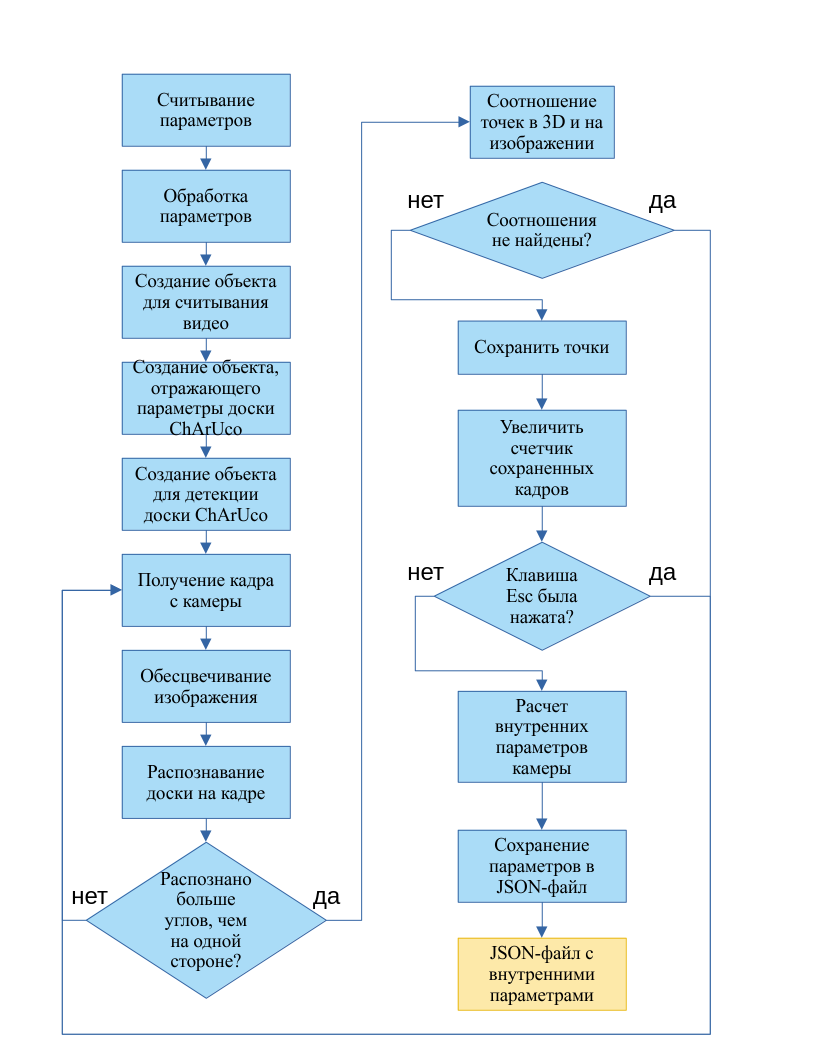 Считывание
параметров
Обработка
параметров
Создание объекта
для считывания
видео
Создание объекта,
отражающего
параметры доски
ChArUco
Создание объекта
для детекции
доски ChArUco
Получение кадра
с камеры
Обесцвечивание
изображения
Распознавание
доски на кадре
нет
да
Распознано
больше
углов, чем
на одной
стороне?
Соотношение
точек в 3D и на
изображении
нет
да
Соотношения
не найдены?
Сохранить точки
Увеличить
счетчик
сохраненных
кадров
нет
да
Клавиша
Esc была
нажата?
Расчет
внутренних
параметров
камеры
Сохранение
параметров в
JSON-файл
JSON-файл с
внутренними
параметрами